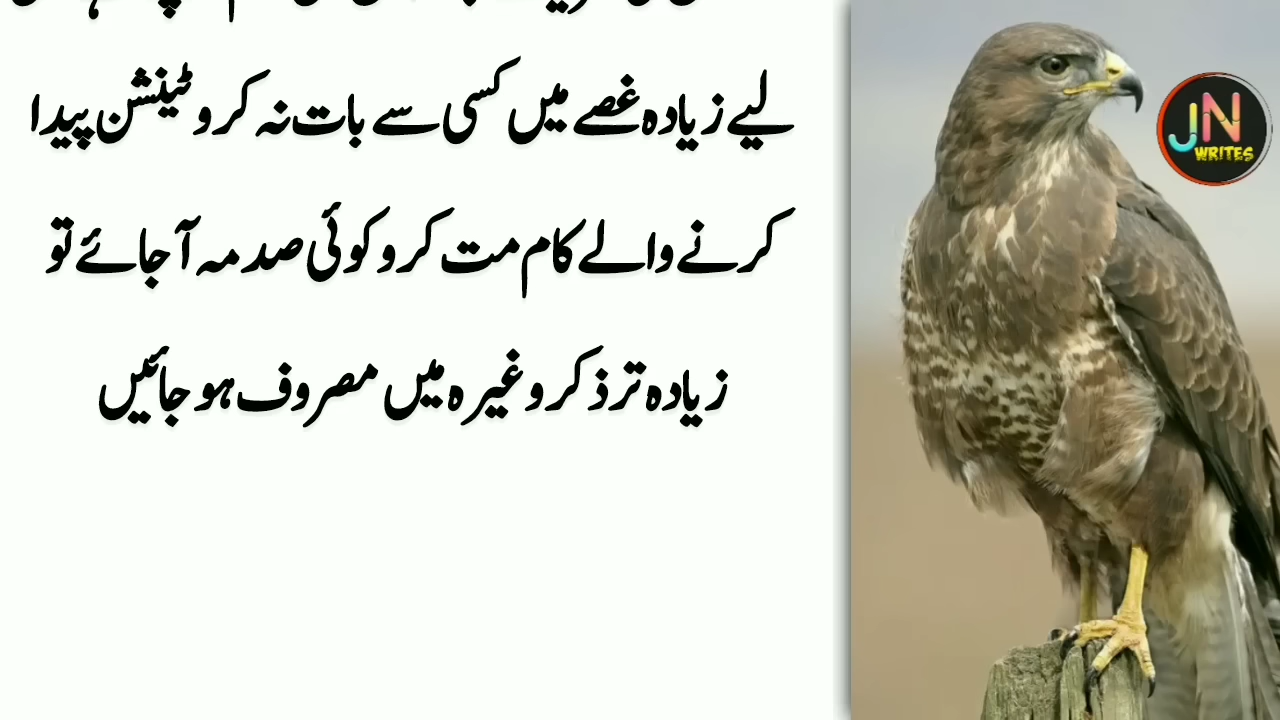 لیے زیادہ غصے میں کسی سے بات نہ کرو ٹینشن پیدا
کرنے والے کام مت کرو کوئی صدمہ آ جائے تو
زیادہ تر ذکر وغیرہ میں مصروف ہو جائیں
JN
WRITES